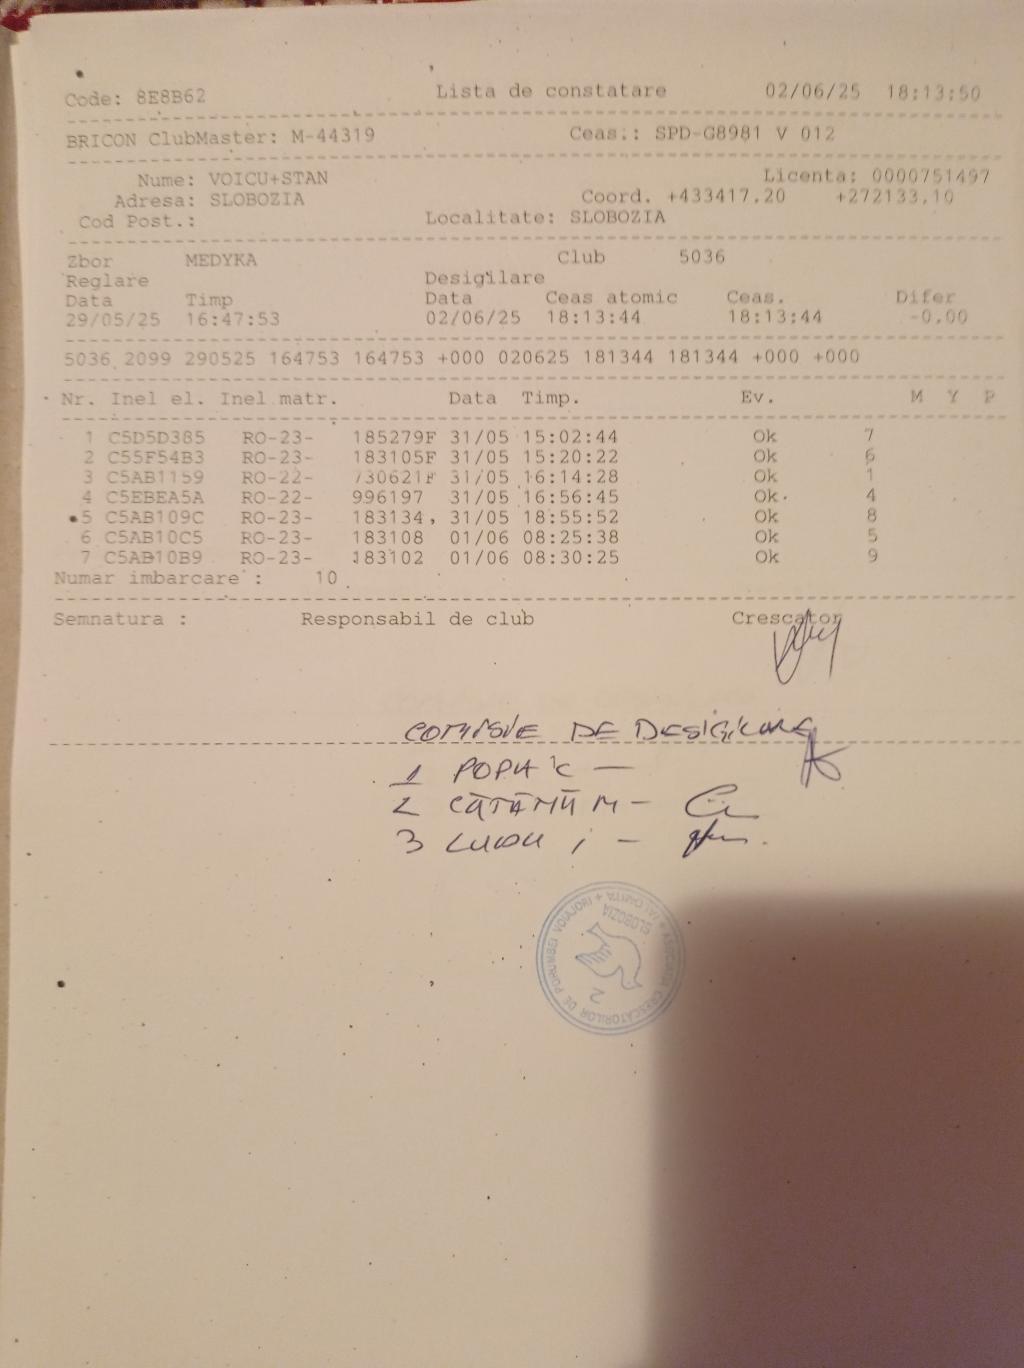 Code: 8E8B62 Lista de constatare 02/06/25 18:13:50
BRICON ClubMaster: M-44319 Ceas.: SPD-G8981 V 012
Nume: VOICU+STAN Licenta: 0000751497
Adresa: SLOBOZIA Coord. +433417.20 +272133.10
Cod Post.: Localitate: SLOBOZIA
Zbor MEDYKA Club 5036
Reglare Desigilare
Data Timp Data Ceas atomic Ceas. Difer
29/05/25 16:47:53 02/06/25 18:13:44 18:13:44 -0.00
5036 2099 290525 164753 164753 +000 020625 181344 181344 +000 +000
Nr. Inel el. Inel matr. Data Timp. Ev. M Y P
1 C5D5D385 RO-23- 185279F 31/05 15:02:44 Ok 7
2 C55F54B3 RO-23- 183105F 31/05 15:20:22 Ok 6
3 C5AB1159 RO-22- 730621F 31/05 16:14:28 Ok 1
4 C5EBEA5A RO-22- 996197 31/05 16:56:45 Ok 4
5 C5AB109C RO-23- 183134 31/05 18:55:52 Ok 8
6 C5AB10C5 RO-23- 183108 01/06 08:25:38 Ok 5
7 C5AB10B9 RO-23- 183102 01/06 08:30:25 Ok 9
Numar imbarcare : 10
Semnatura : Responsabil de club Crescator
COMISIE DE DESIGILARE
1 POPA C —
2 M —
3 —
ASOCIATIA CRESCATORILOR DE PORUMBEI VOIAJORI + IALOMITA +
SLOBOZIA
2